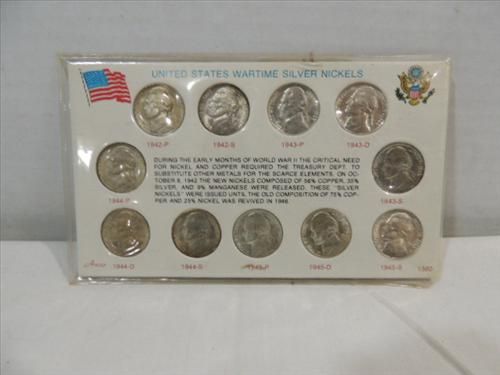 UNITED STATES WARTIME SILVER NICKELS
1942-P 1942-S 1943-P 1943-D
DURING THE EARLY MONTHS OF WORLD WAR II THE CRITICAL NEED
FOR NICKEL AND COPPER REQUIRED THE TREASURY DEPT. TO
SUBSTITUTE OTHER METALS FOR THE SCARCE ELEMENTS. ON OC-
TOBER 8, 1942 THE NEW NICKELS COMPOSED OF 56% COPPER, 35%
SILVER, AND 9% MANGANESE WERE RELEASED. THESE "SILVER
NICKELS" WERE ISSUED UNTIL THE OLD COMPOSITION OF 75% COP-
PER AND 25% NICKEL WAS REVIVED IN 1946.
1944-P 1943-S
1944-D 1944-S 1945-P 1945-D 1945-S